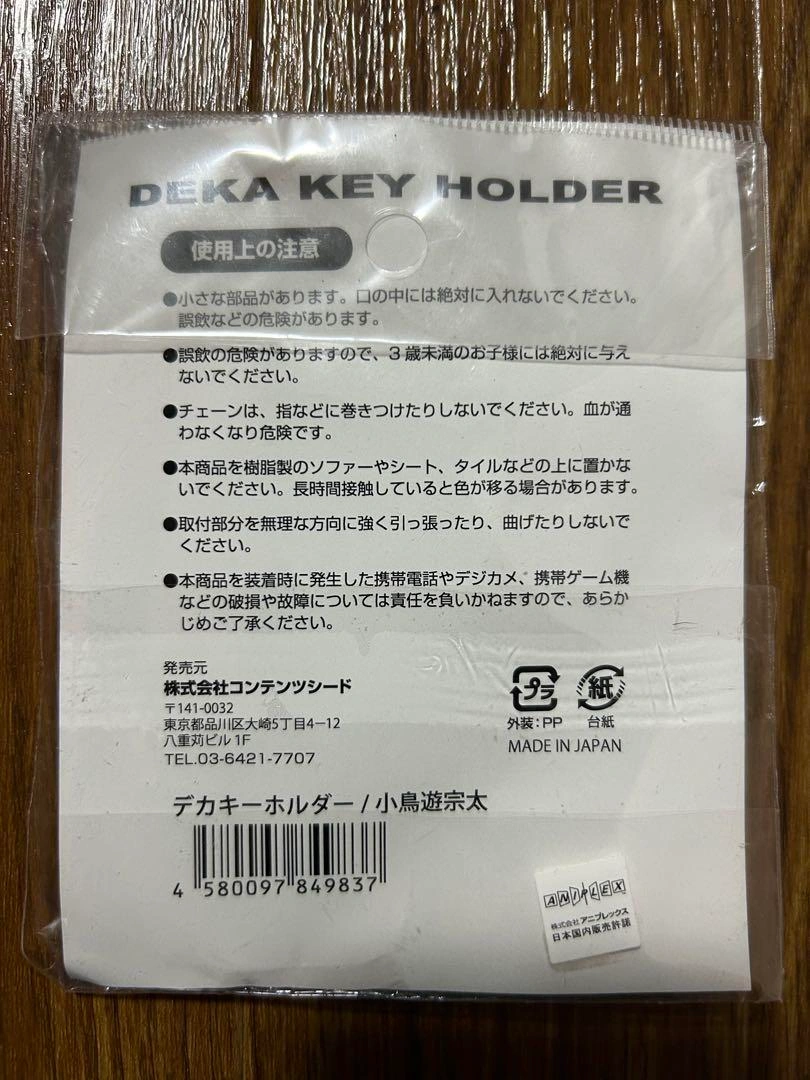 DEKA KEY HOLDER
使用上の注意
●小さな部品があります。口の中には絶対に入れないでください。
誤飲などの危険があります。
●誤飲の危険がありますので、3歳未満のお子様には絶対に与え
ないでください。
●チェーンは、指などに巻きつけたりしないでください。血が通
わなくなり危険です。
●本商品を樹脂製のソファーやシート、タイルなどの上に置かな
いでください。長時間接触していると色が移る場合があります。
●取付部分を無理な方向に強く引っ張ったり、曲げたりしないで
ください。
●本商品を装着時に発生した携帯電話やデジカメ、携帯ゲーム機
などの破損や故障については責任を負いかねますので、あらか
じめご了承ください。
発売元
株式会社コンテンツシード
〒141-0032
東京都品川区大崎5丁目4-12
八重苅ビル1F
TEL.03-6421-7707
プラ
紙
外装:PP
台紙
MADE IN JAPAN
デカキーホルダー/小鳥遊宗太
4 580097 849837
ANIPLEX
株式会社アニプレックス
日本国内販売許諾